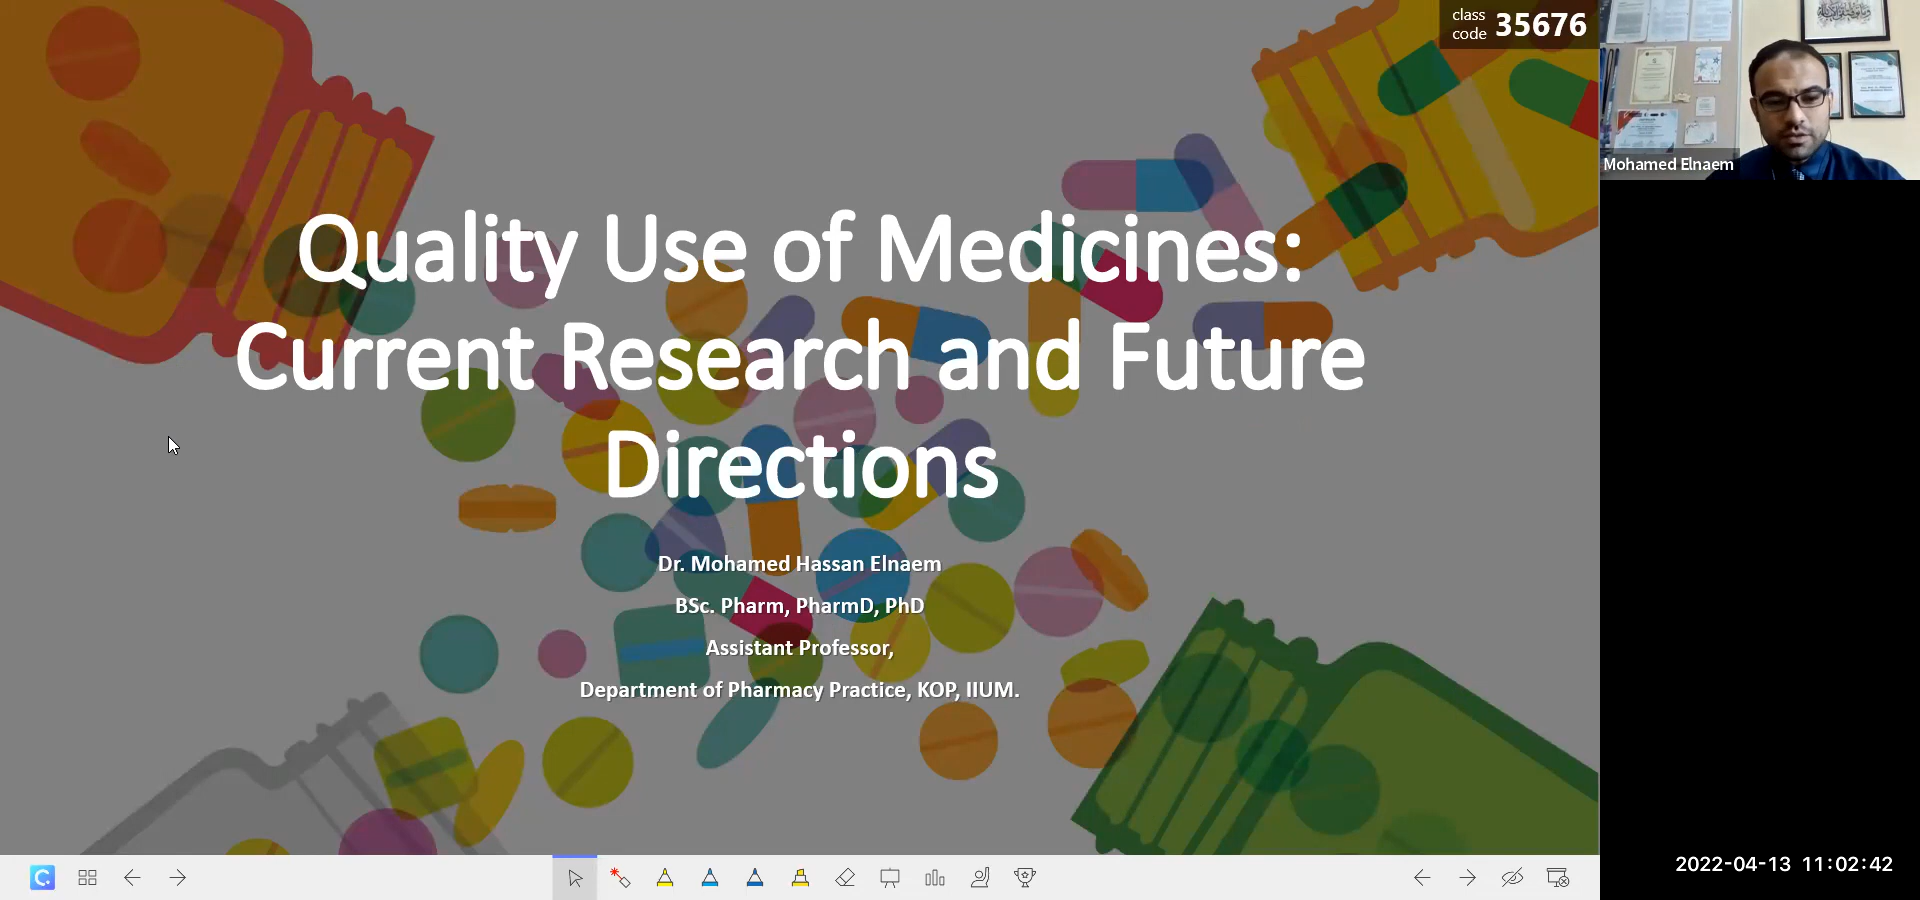 class
code 35676
Mohamed Elnaem
Quality Use of Medicines:
Current Research and Future
Directions
Dr. Mohamed Hassan Elnaem
BSc. Pharm, PharmD, PhD
Assistant Professor,
Department of Pharmacy Practice, KOP, IIUM.
C
2022-04-13 11:02:42